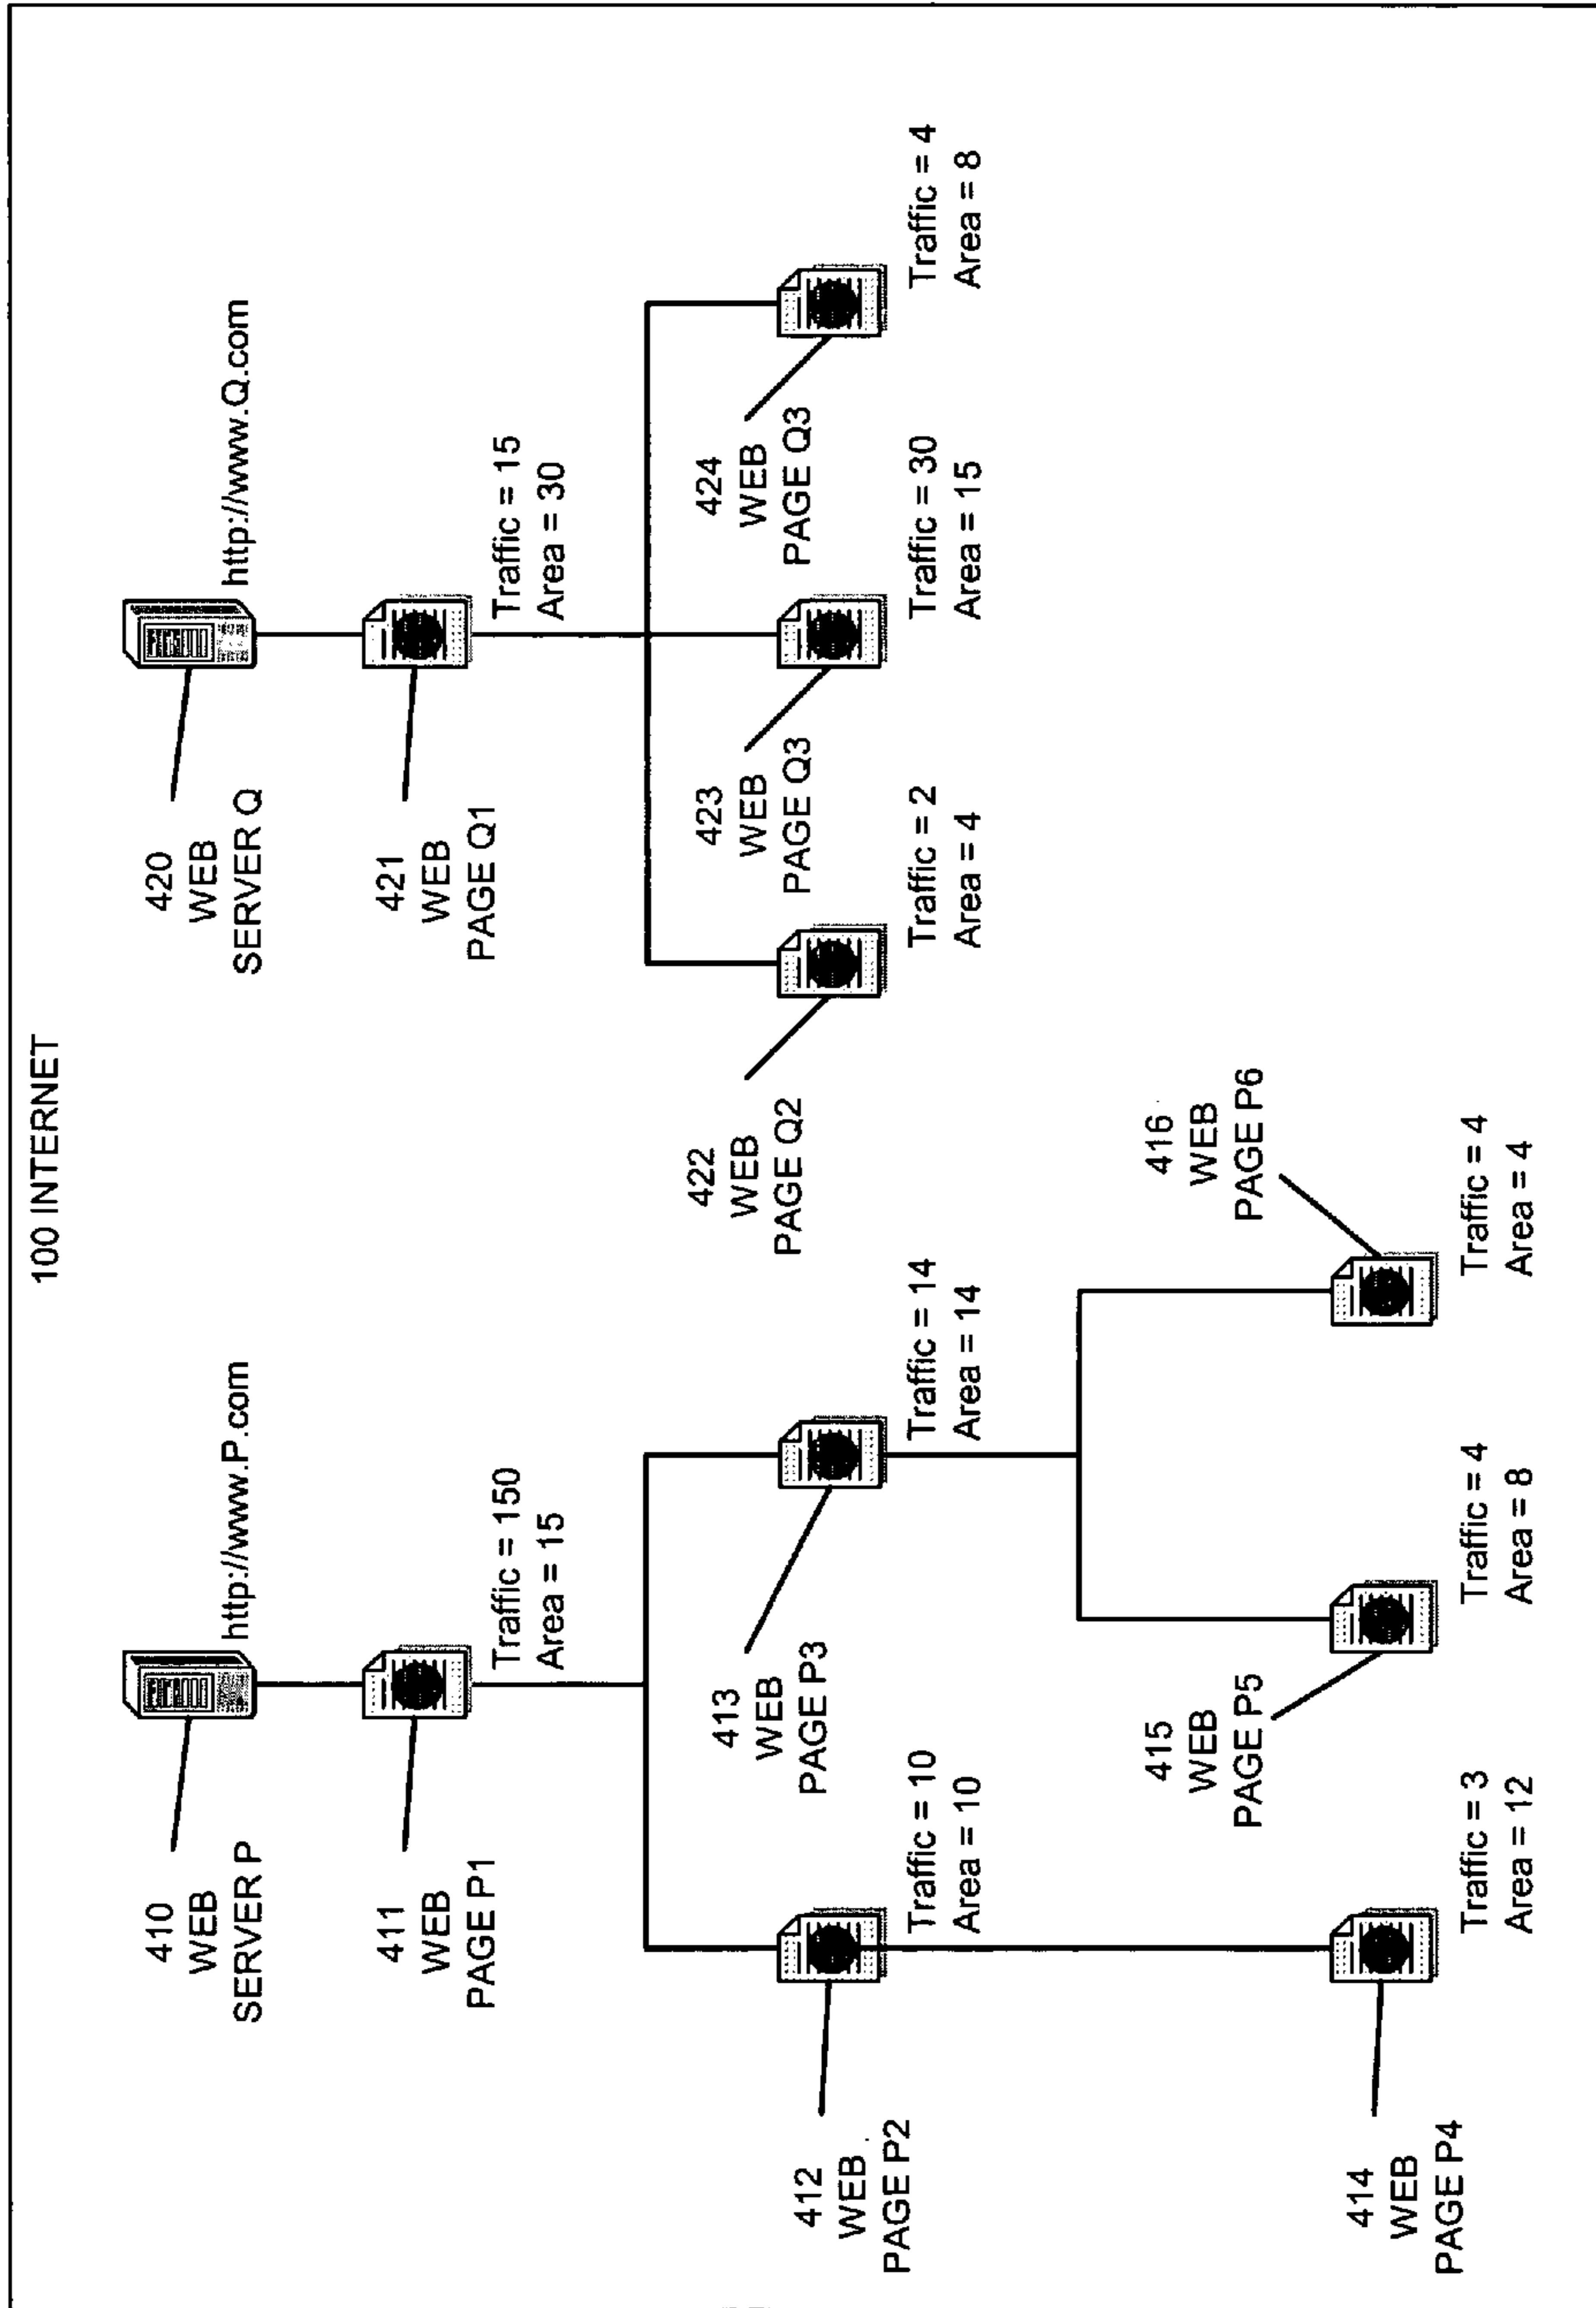 100 INTERNET
410
WEB
SERVER P
http://www.P.com
411
WEB
PAGE P1
Traffic = 150
Area = 15
412
WEB
PAGE P2
Traffic = 10
Area = 10
413
WEB
PAGE P3
Traffic = 14
Area = 14
414
WEB
PAGE P4
Traffic = 3
Area = 12
415
WEB
PAGE P5
Traffic = 4
Area = 8
416
WEB
PAGE P6
Traffic = 4
Area = 4
420
WEB
SERVER Q
http://www.Q.com
421
WEB
PAGE Q1
Traffic = 15
Area = 30
422
WEB
PAGE Q2
Traffic = 2
Area = 4
423
WEB
PAGE Q3
Traffic = 30
Area = 15
424
WEB
PAGE Q3
Traffic = 4
Area = 8